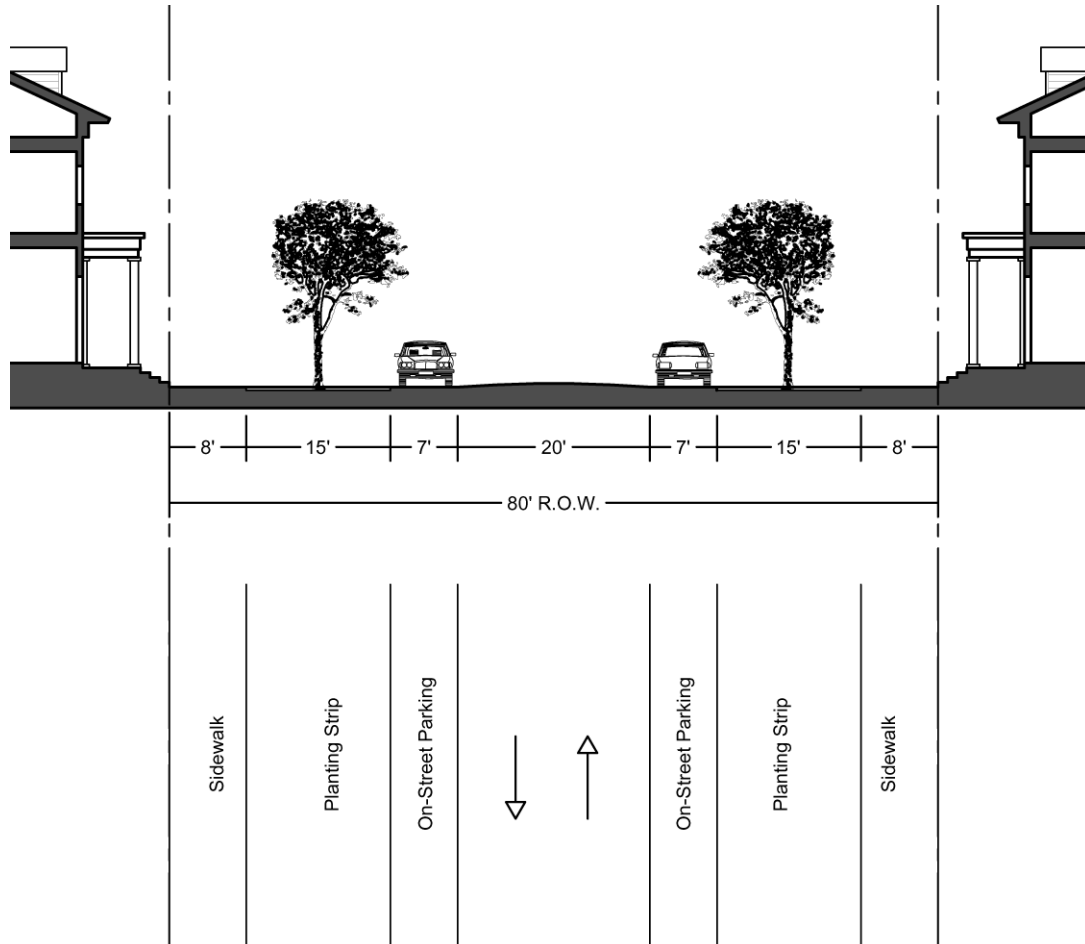 8' 15' 7' 20' 7' 15' 8'
80' R.O.W.
Sidewalk
Planting Strip
On-Street Parking
On-Street Parking
Planting Strip
Sidewalk